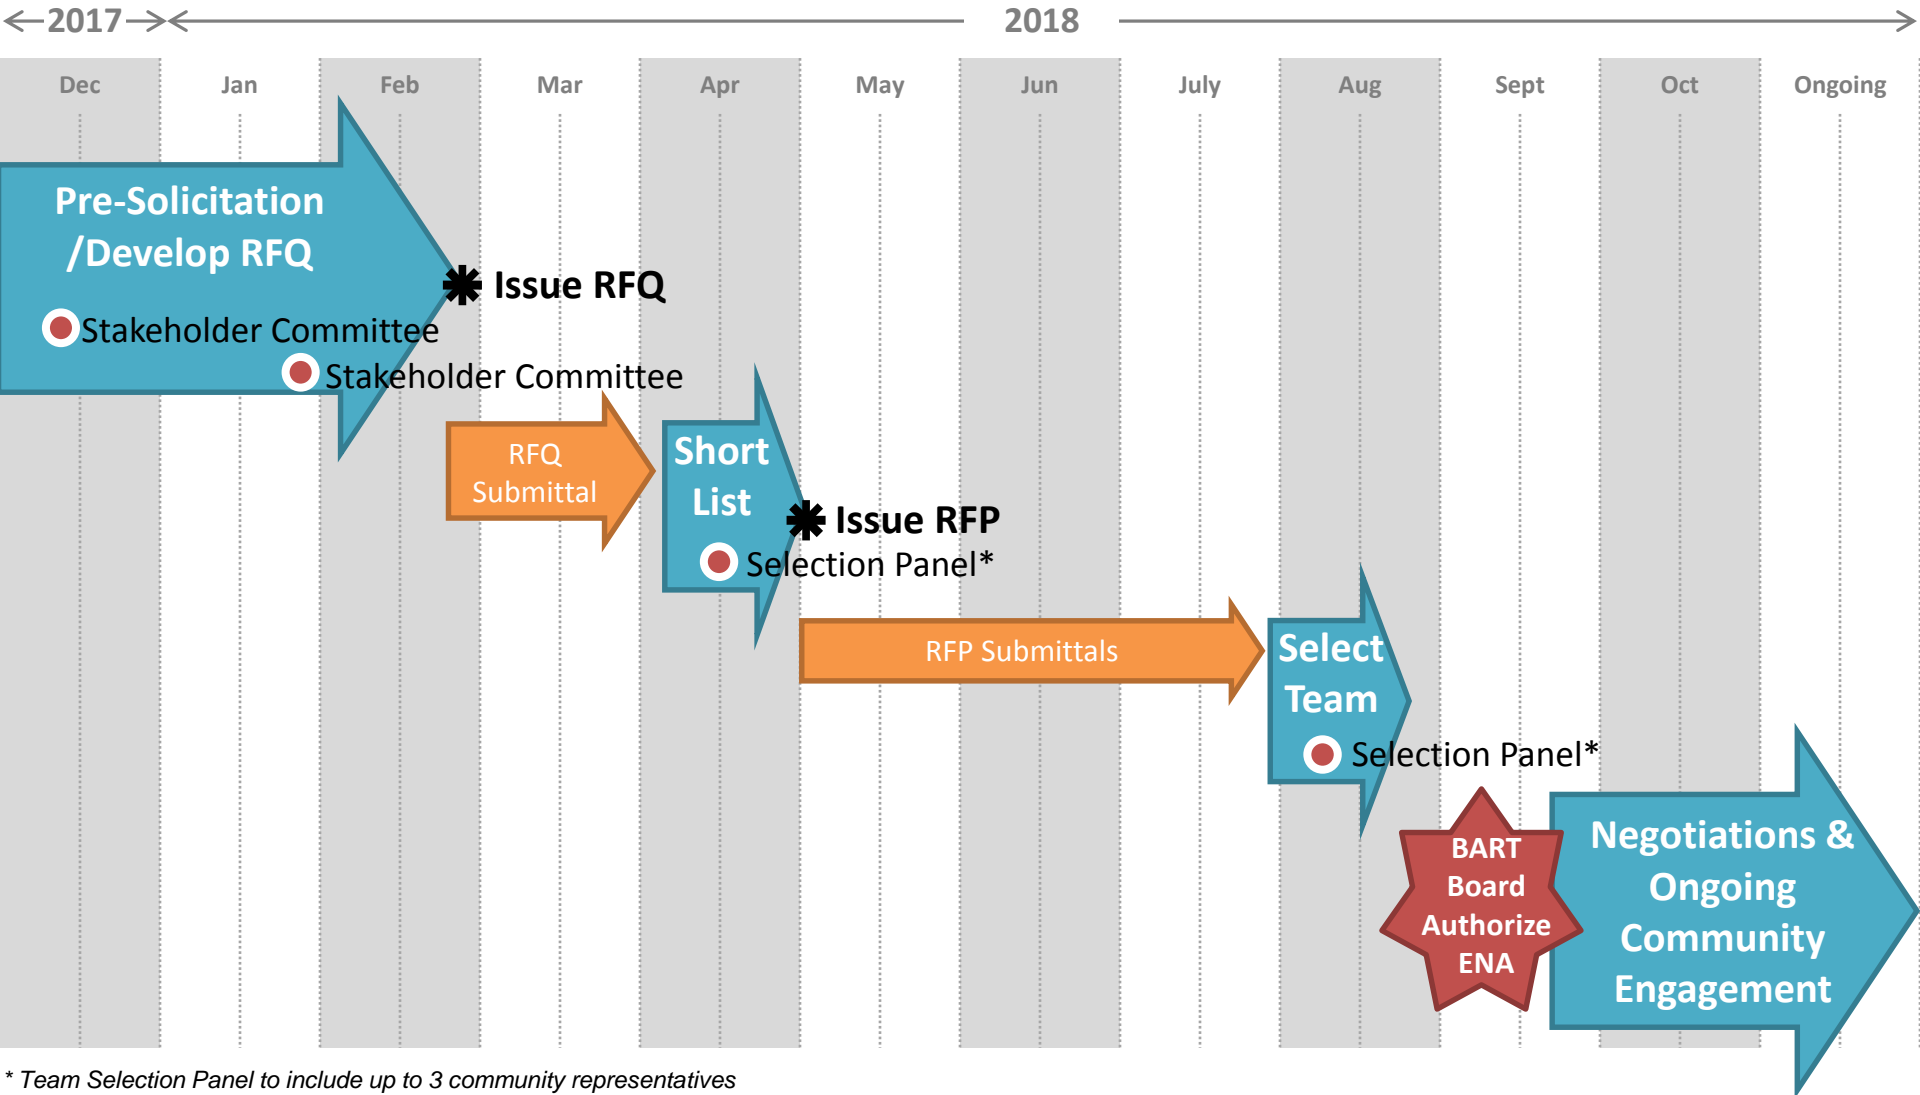 2017
2018
Dec
Jan
Feb
Mar
Apr
May
Jun
July
Aug
Sept
Oct
Ongoing
Pre-Solicitation
/Develop RFQ
Issue RFQ
Stakeholder Committee
Stakeholder Committee
RFQ
Submittal
Short
List
Issue RFP
Selection Panel*
RFP Submittals
Select
Team
Selection Panel*
BART
Board
Authorize
ENA
Negotiations &
Ongoing
Community
Engagement
* Team Selection Panel to include up to 3 community representatives